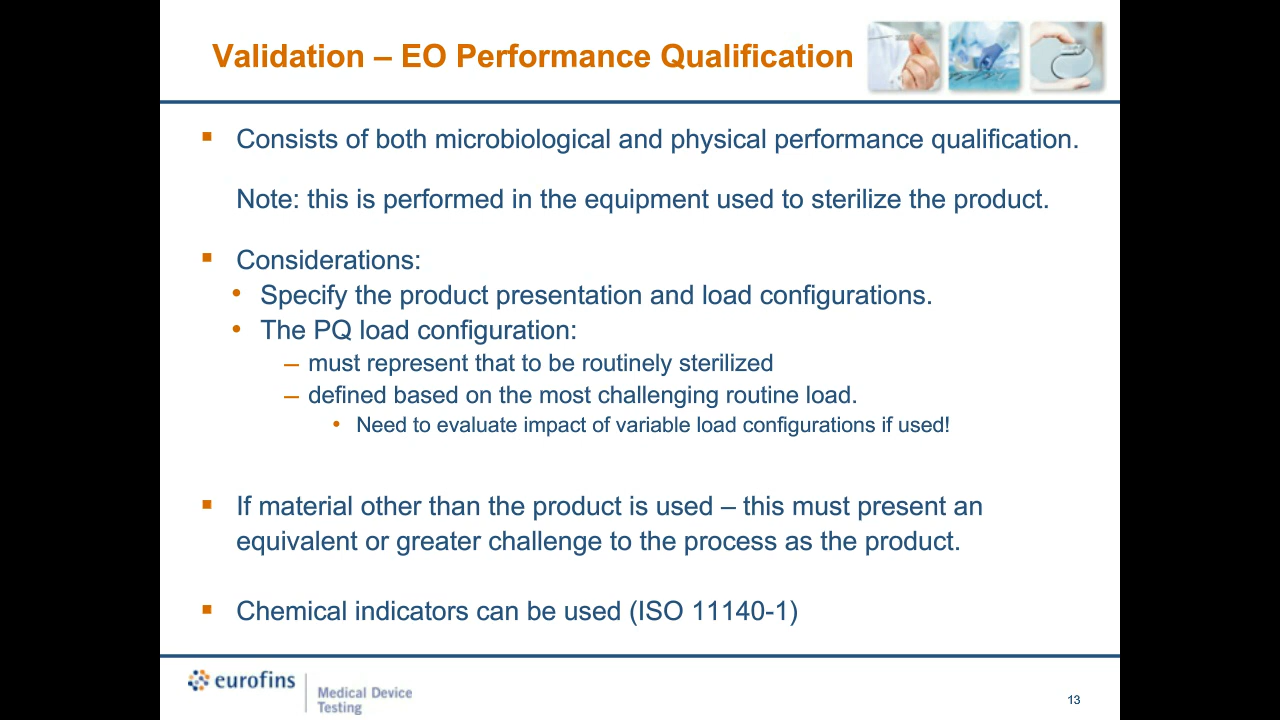 Validation – EO Performance Qualification
▪ Consists of both microbiological and physical performance qualification.
Note: this is performed in the equipment used to sterilize the product.
▪ Considerations:
• Specify the product presentation and load configurations.
• The PQ load configuration:
– must represent that to be routinely sterilized
– defined based on the most challenging routine load.
• Need to evaluate impact of variable load configurations if used!
▪ If material other than the product is used – this must present an
equivalent or greater challenge to the process as the product.
▪ Chemical indicators can be used (ISO 11140-1)
eurofins
Medical Device
Testing
13